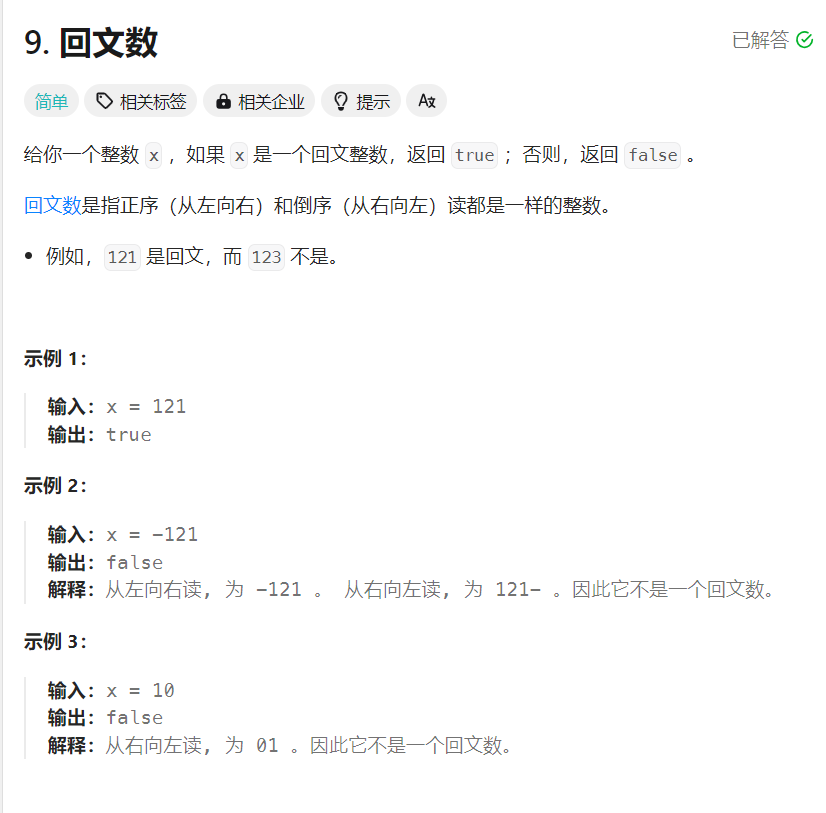 9. 回文数
已解答
简单
相关标签
相关企业
提示
给你一个整数 x ，如果 x 是一个回文整数，返回 true ；否则，返回 false 。
回文数是指正序（从左向右）和倒序（从右向左）读都是一样的整数。
例如，121 是回文，而 123 不是。
示例 1：
输入：x = 121
输出：true
示例 2：
输入：x = -121
输出：false
解释：从左向右读, 为 -121 。 从右向左读, 为 121- 。因此它不是一个回文数。
示例 3：
输入：x = 10
输出：false
解释：从右向左读, 为 01 。因此它不是一个回文数。